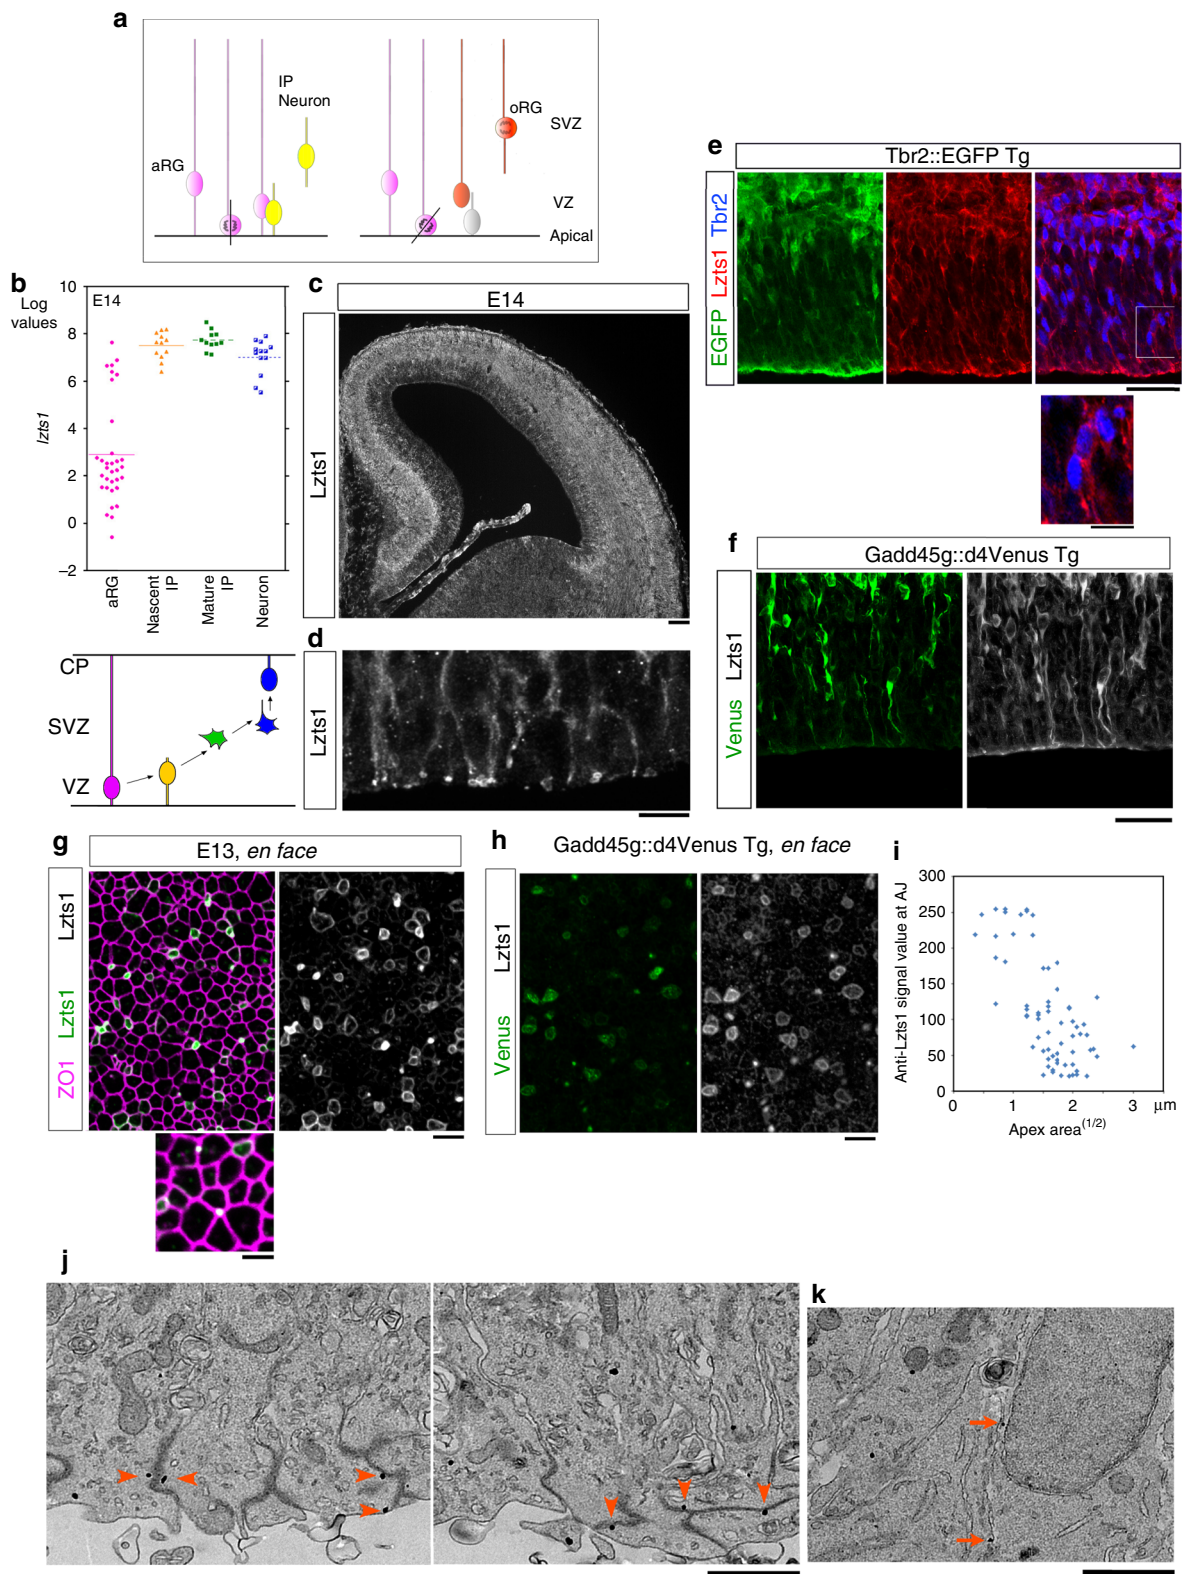 a
IP
Neuron
aRG
oRG
SVZ
VZ
Apical
b
Log
values
E14
10
8
6
4
2
0
–2
lzts1
aRG
Nascent
IP
Mature
IP
Neuron
CP
SVZ
VZ
c
E14
Lzts1
d
Lzts1
e
Tbr2::EGFP Tg
EGFP Lzts1 Tbr2
f
Gadd45g::d4Venus Tg
Venus Lzts1
g
E13, en face
ZO1 Lzts1 Lzts1
h
Gadd45g::d4Venus Tg, en face
Venus Lzts1
i
300
250
200
150
100
50
0
Anti-Lzts1 signal value at AJ
0 1 2 3 μm
Apex area(1/2)
j
k